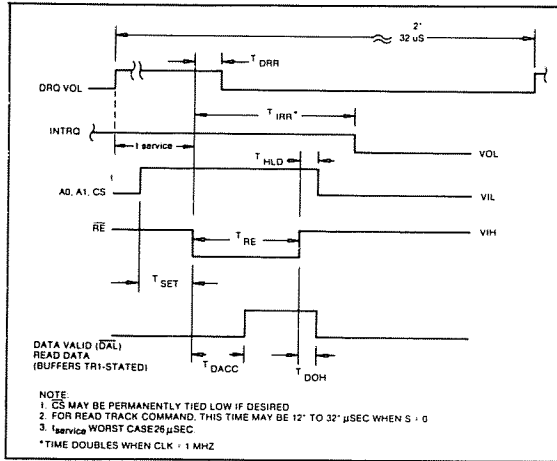 2*
32 uS
T DRR
DRQ VOL
T IRR*
INTRQ
VOL
t service
T HLD
A0, A1, CS
VIL
RE
T RE
VIH
T SET
DATA VALID (DAL)
READ DATA
(BUFFERS TR1-STATED)
T DACC
T DOH
NOTE:
1. CS MAY BE PERMANENTLY TIED LOW IF DESIRED
2. FOR READ TRACK COMMAND, THIS TIME MAY BE 12* TO 32* µSEC WHEN S = 0
3. tservice WORST CASE 26 µSEC.
*TIME DOUBLES WHEN CLK = 1 MHZ